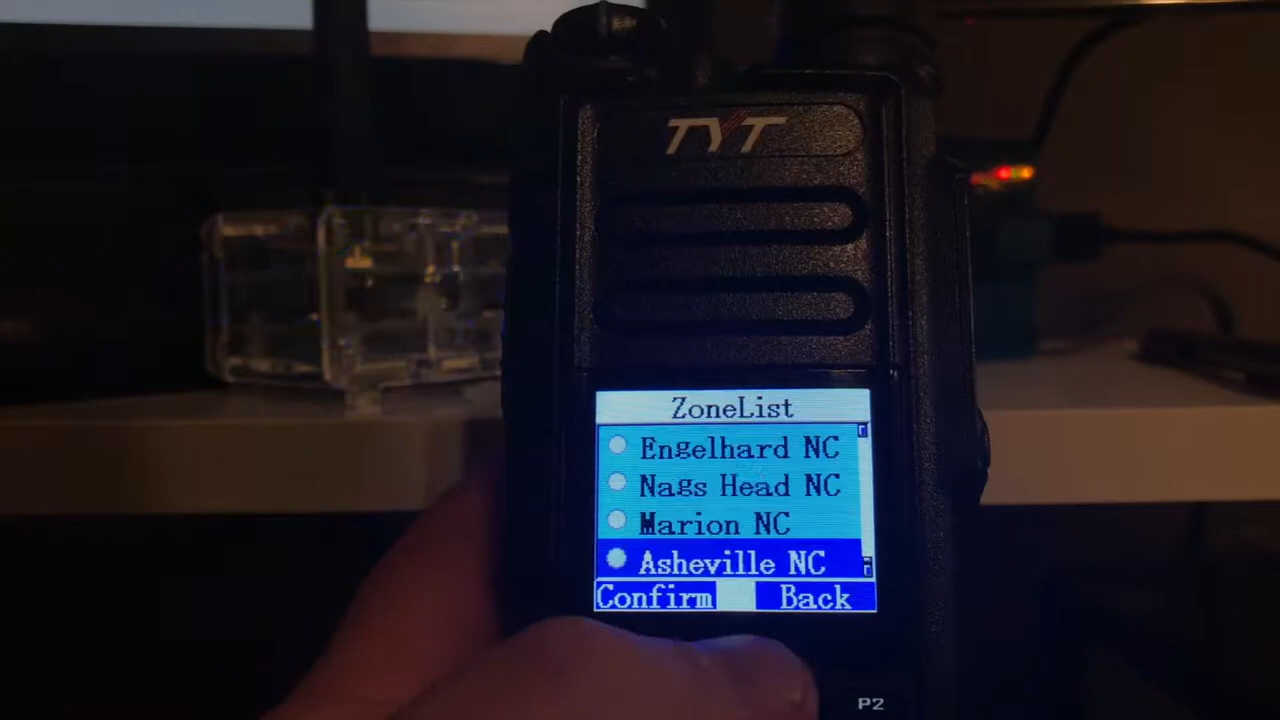 TYT
ZoneList
Engelhard NC
Nags Head NC
Marion NC
Asheville NC
Confirm Back
P2